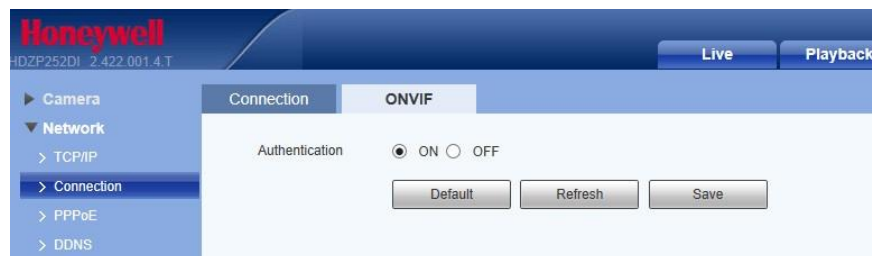 Honeywell
HDZP252DI 2.422.001.4.T
Live Playback
Camera
Network
> TCP/IP
> Connection
> PPPoE
> DDNS
Connection ONVIF
Authentication ON OFF
Default Refresh Save